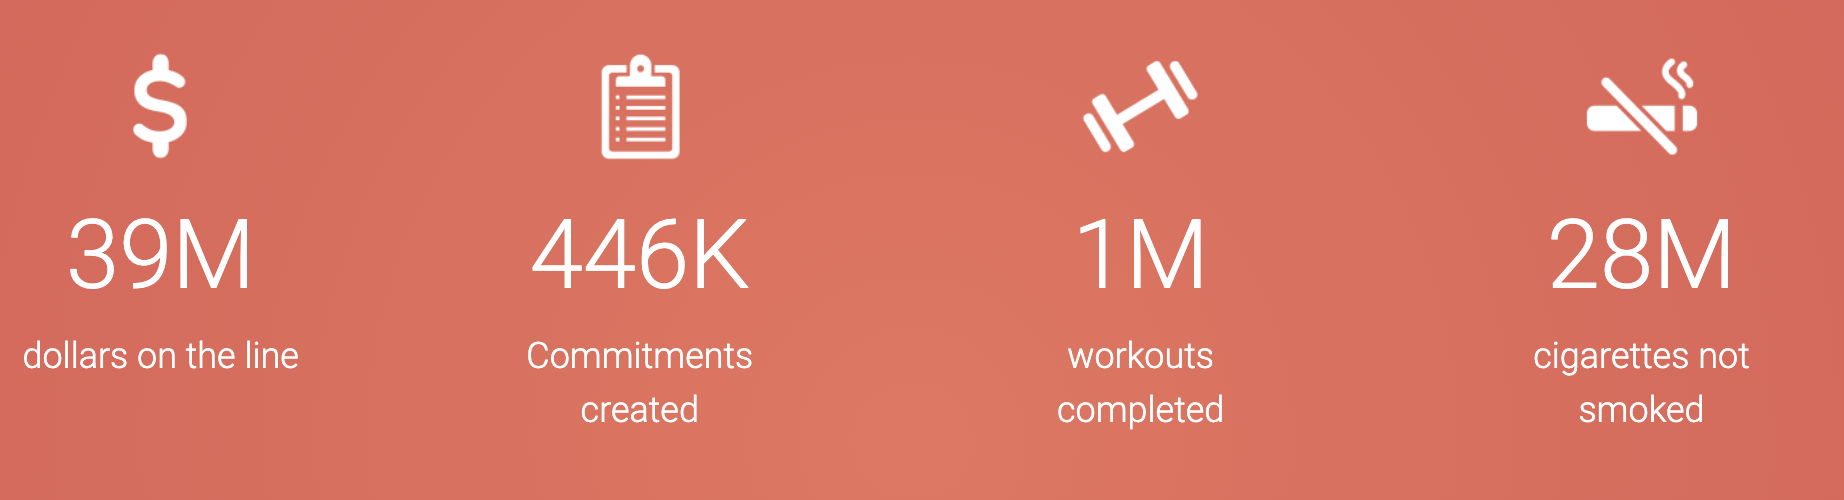 39M
dollars on the line
446K
Commitments
created
1M
workouts
completed
28M
cigarettes not
smoked